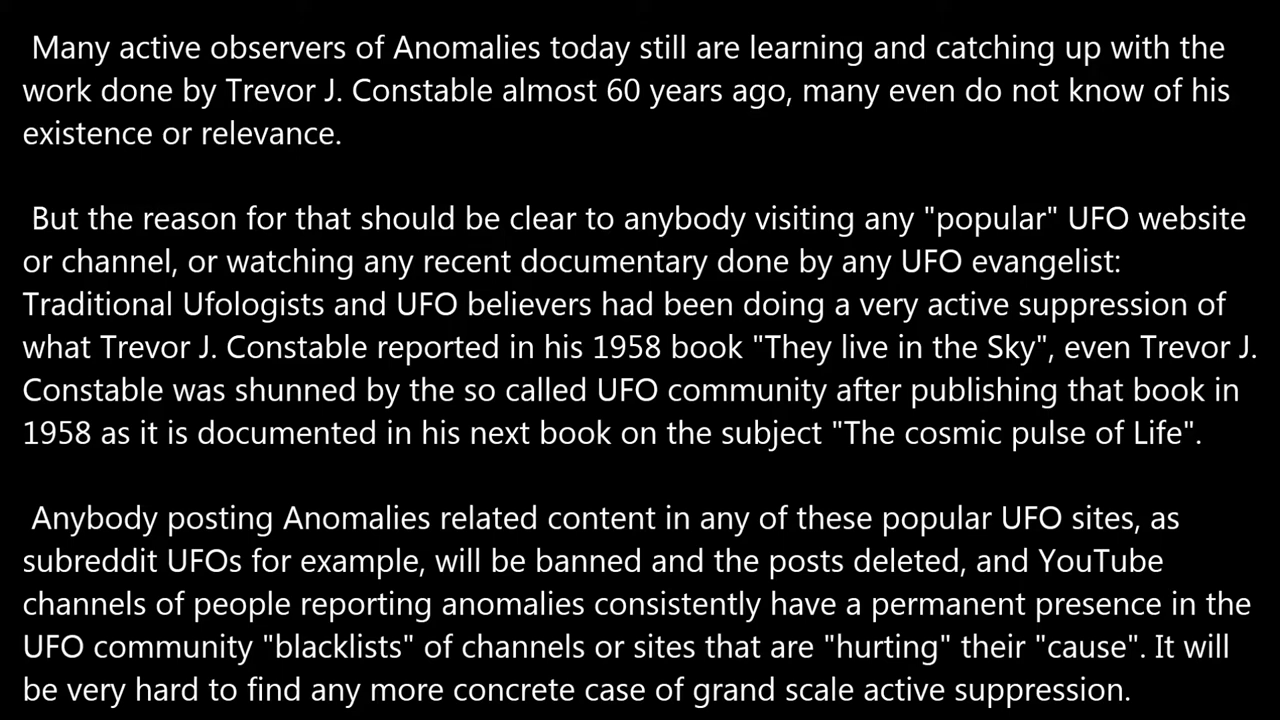 Many active observers of Anomalies today still are learning and catching up with the
work done by Trevor J. Constable almost 60 years ago, many even do not know of his
existence or relevance.
But the reason for that should be clear to anybody visiting any "popular" UFO website
or channel, or watching any recent documentary done by any UFO evangelist:
Traditional Ufologists and UFO believers had been doing a very active suppression of
what Trevor J. Constable reported in his 1958 book "They live in the Sky", even Trevor J.
Constable was shunned by the so called UFO community after publishing that book in
1958 as it is documented in his next book on the subject "The cosmic pulse of Life".
Anybody posting Anomalies related content in any of these popular UFO sites, as
subreddit UFOs for example, will be banned and the posts deleted, and YouTube
channels of people reporting anomalies consistently have a permanent presence in the
UFO community "blacklists" of channels or sites that are "hurting" their "cause". It will
be very hard to find any more concrete case of grand scale active suppression.